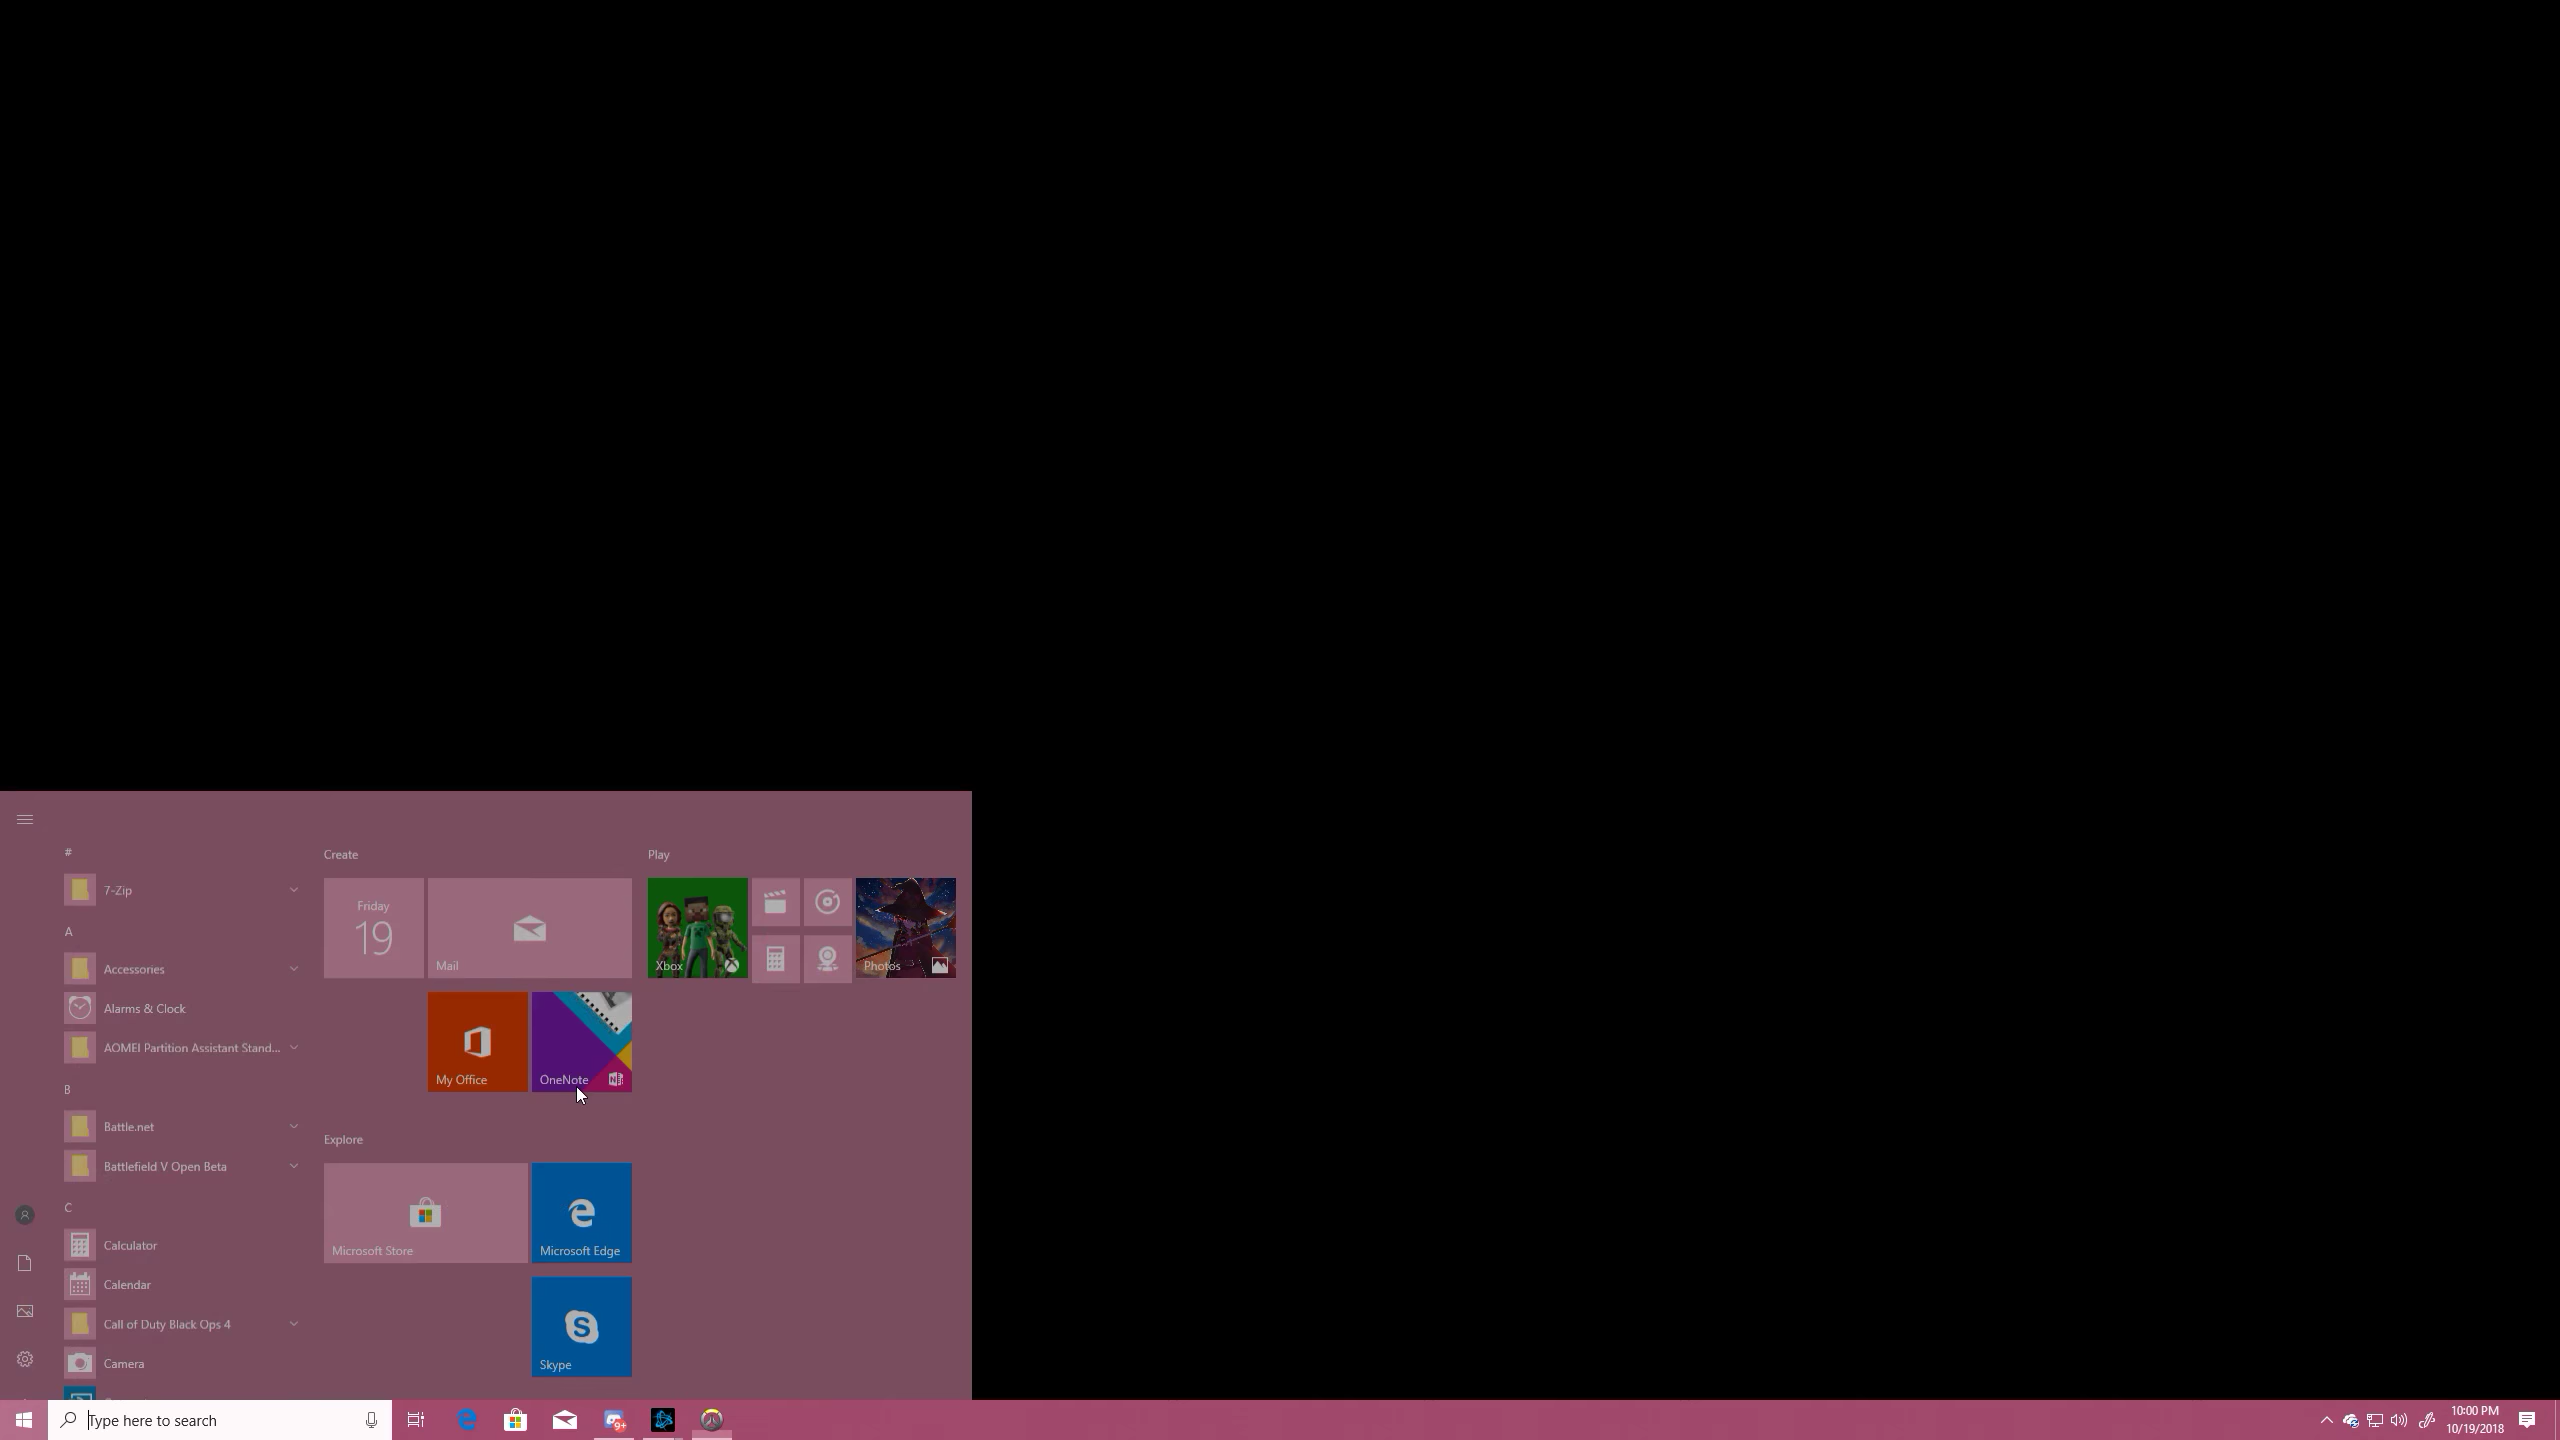 #
7-Zip
A
Accessories
Alarms & Clock
AOMEI Partition Assistant Stand...
B
Battle.net
Battlefield V Open Beta
C
Calculator
Calendar
Call of Duty Black Ops 4
Camera
Create
Friday
19
Mail
My Office
OneNote
Explore
Microsoft Store
Microsoft Edge
Skype
Play
Xbox
Photos
Type here to search
9+
10:00 PM
10/19/2018